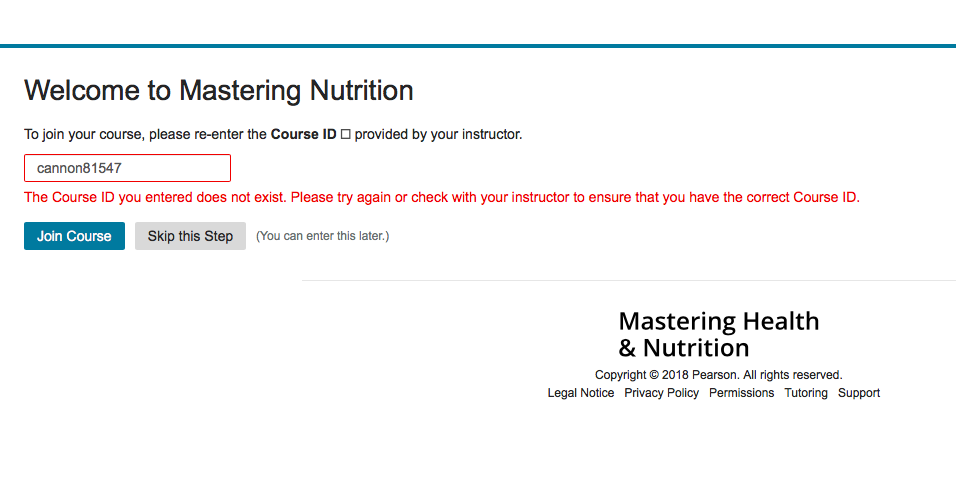 Welcome to Mastering Nutrition
To join your course, please re-enter the Course ID □ provided by your instructor.
cannon81547
The Course ID you entered does not exist. Please try again or check with your instructor to ensure that you have the correct Course ID.
Join Course Skip this Step (You can enter this later.)
Mastering Health
& Nutrition
Copyright © 2018 Pearson. All rights reserved.
Legal Notice Privacy Policy Permissions Tutoring Support